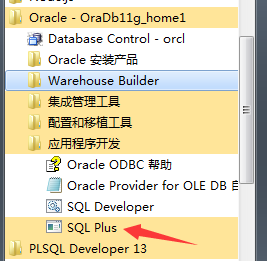 Oracle - OraDb11g_home1
Database Control - orcl
Oracle 安装产品
Warehouse Builder
集成管理工具
配置和移植工具
应用程序开发
Oracle ODBC 帮助
Oracle Provider for OLE DB
SQL Developer
SQL Plus
PLSQL Developer 13